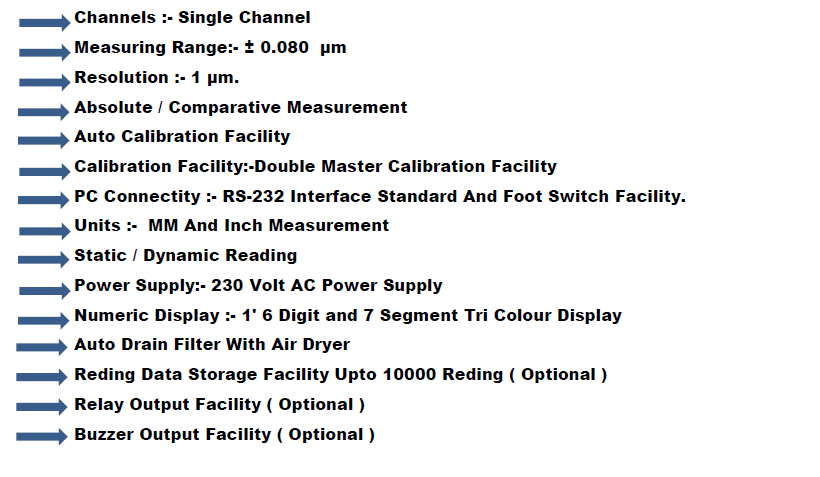 Channels :- Single Channel
Measuring Range:- ± 0.080  µm
Resolution :- 1 µm.
Absolute / Comparative Measurement
Auto Calibration Facility
Calibration Facility:-Double Master Calibration Facility
PC Connectity :- RS-232 Interface Standard And Foot Switch Facility.
Units :-  MM And Inch Measurement
Static / Dynamic Reading
Power Supply:- 230 Volt AC Power Supply
Numeric Display :- 1' 6 Digit and 7 Segment Tri Colour Display
Auto Drain Filter With Air Dryer
Reding Data Storage Facility Upto 10000 Reding ( Optional )
Relay Output Facility ( Optional )
Buzzer Output Facility ( Optional )